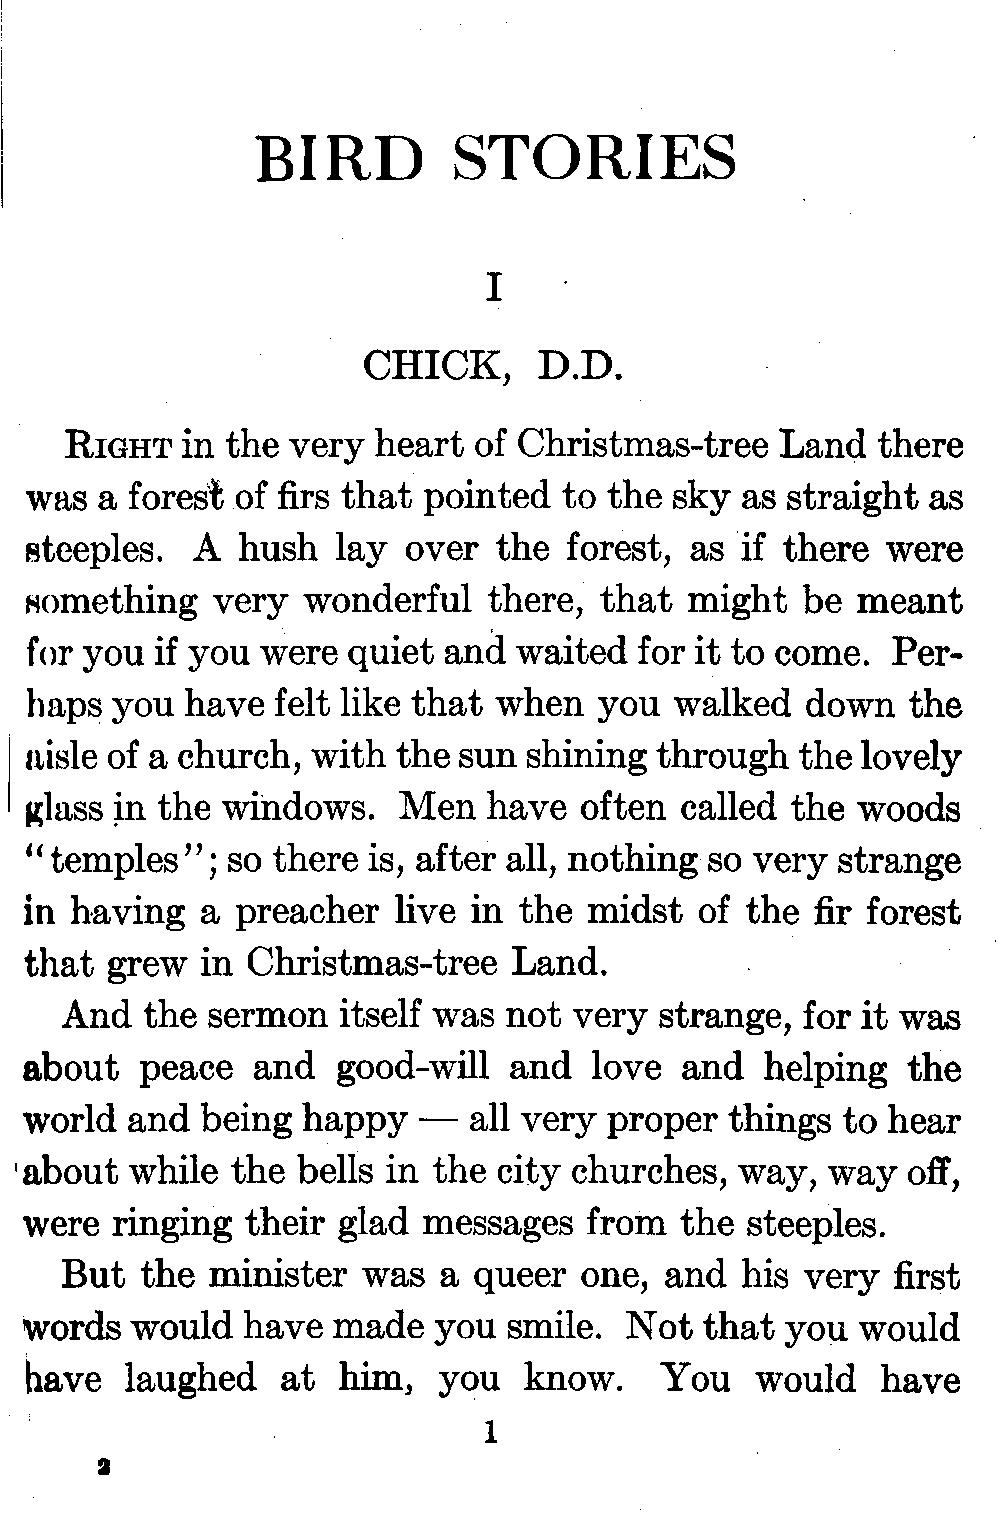 BIRD STORIES
I
CHICK, D.D.
RIGHT in the very heart of Christmas-tree Land there
was a forest of firs that pointed to the sky as straight as
steeples. A hush lay over the forest, as if there were
something very wonderful there, that might be meant
for you if you were quiet and waited for it to come. Per-
haps you have felt like that when you walked down the
aisle of a church, with the sun shining through the lovely
glass in the windows. Men have often called the woods
“temples”; so there is, after all, nothing so very strange
in having a preacher live in the midst of the fir forest
that grew in Christmas-tree Land.
And the sermon itself was not very strange, for it was
about peace and good-will and love and helping the
world and being happy — all very proper things to hear
about while the bells in the city churches, way, way off,
were ringing their glad messages from the steeples.
But the minister was a queer one, and his very first
words would have made you smile. Not that you would
have laughed at him, you know. You would have
1
2